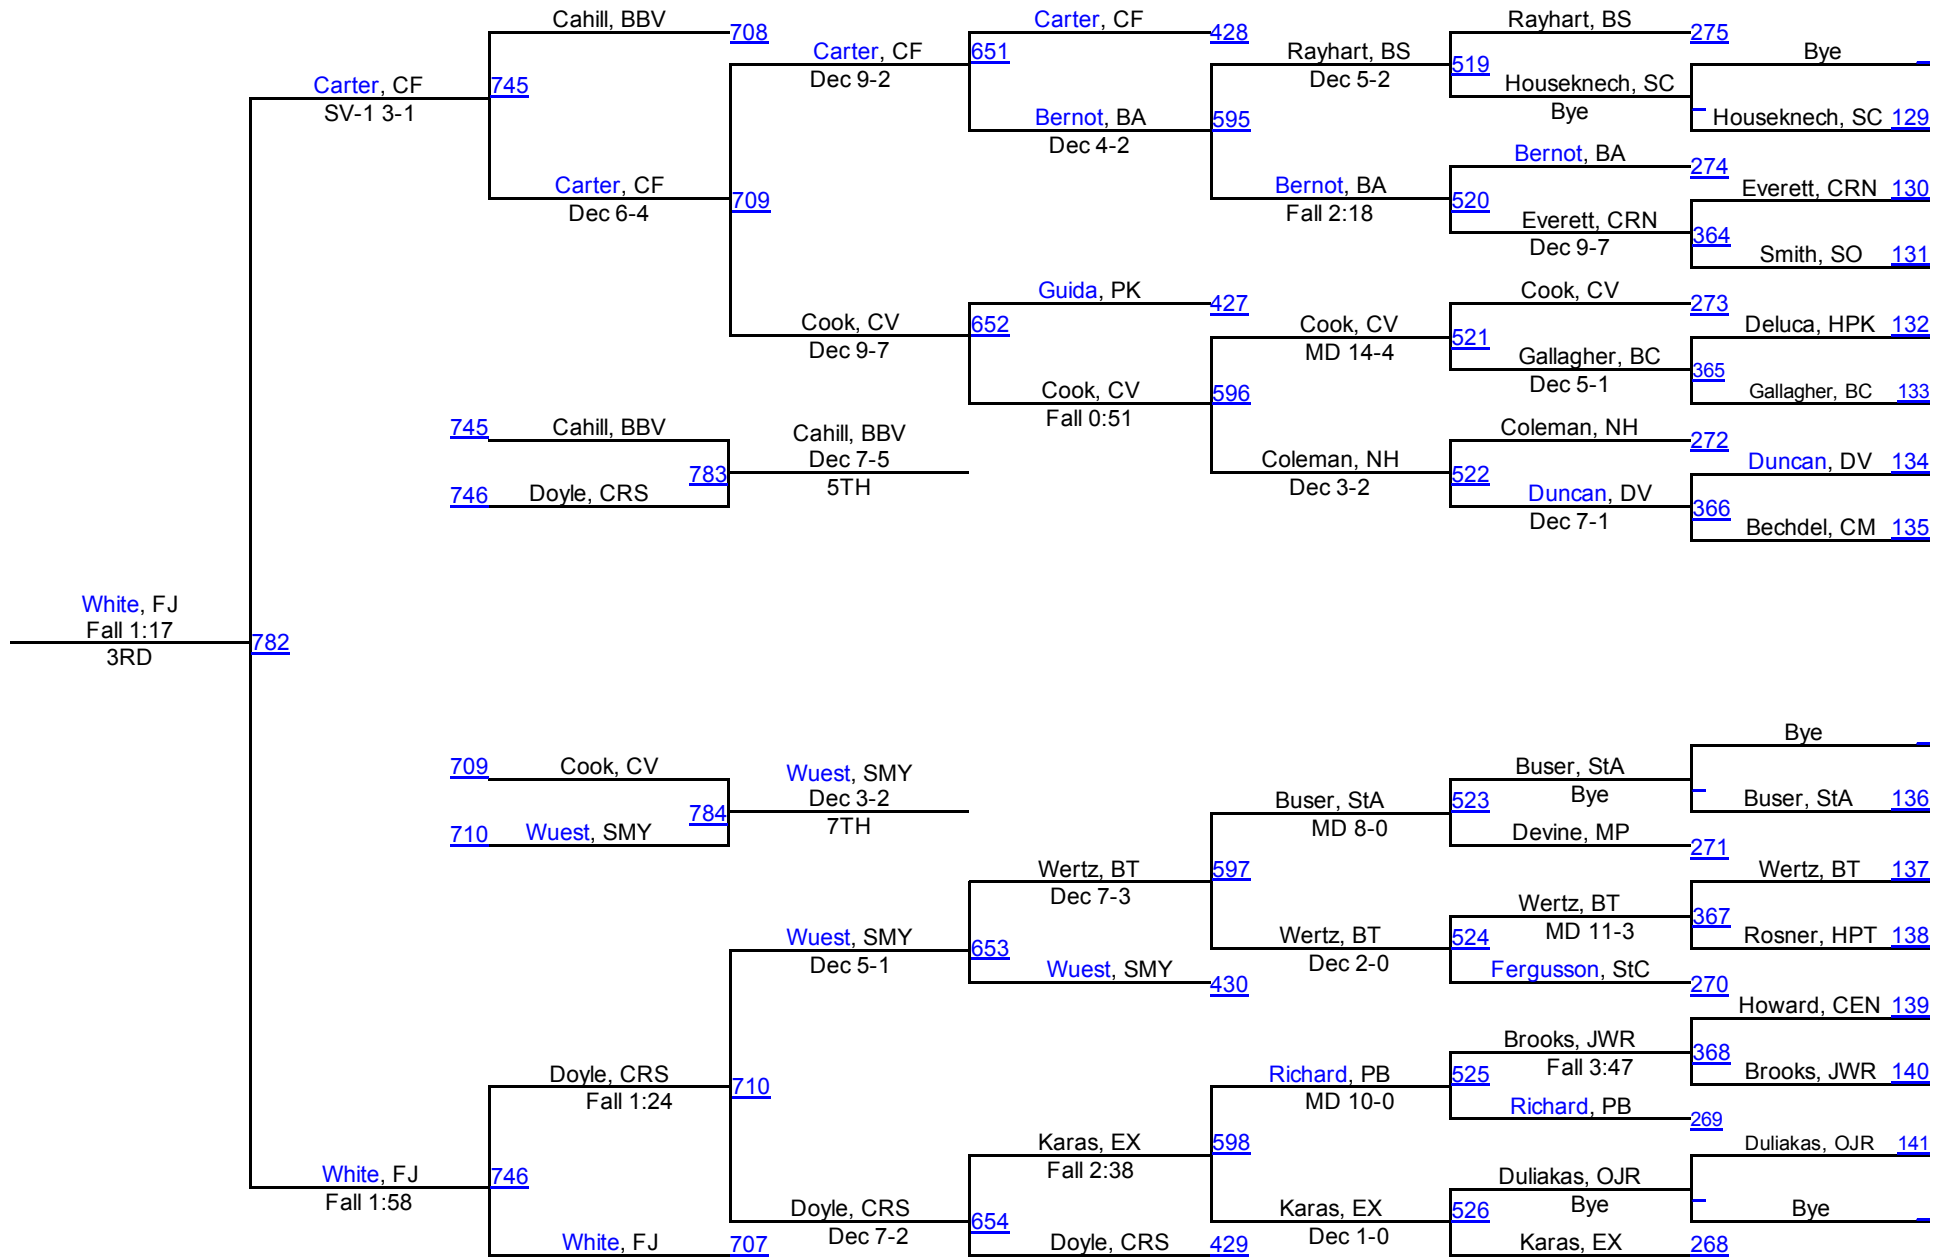 Cahill, BBV
708
Carter, CF
428
Rayhart, BS
275
Bye
Carter, CF
Dec 9-2
651
Rayhart, BS
Dec 5-2
519
Houseknech, SC
Bye
Houseknech, SC 129
Carter, CF
SV-1 3-1
745
Bernot, BA
Dec 4-2
595
Bernot, BA
274
Everett, CRN 130
Carter, CF
Dec 6-4
709
Bernot, BA
Fall 2:18
520
Everett, CRN
Dec 9-7
364
Smith, SO 131
Guida, PK
427
Cook, CV
273
Deluca, HPK 132
Cook, CV
Dec 9-7
652
Cook, CV
MD 14-4
521
Gallagher, BC
Dec 5-1
365
Gallagher, BC 133
Cook, CV
Fall 0:51
596
745 Cahill, BBV
Cahill, BBV
Dec 7-5
5TH
783
746 Doyle, CRS
Coleman, NH
272
Duncan, DV 134
Coleman, NH
Dec 3-2
522
Duncan, DV
Dec 7-1
366
Bechdel, CM 135
White, FJ
Fall 1:17
3RD
782
Bye
709 Cook, CV
Wuest, SMY
Dec 3-2
7TH
784
710 Wuest, SMY
Buser, StA
Bye
Buser, StA 136
Buser, StA
MD 8-0
523
Devine, MP
271
Wertz, BT 137
Wertz, BT
Dec 7-3
597
Wertz, BT
MD 11-3
367
Rosner, HPT 138
Wuest, SMY
Dec 5-1
653
Wertz, BT
Dec 2-0
524
Fergusson, StC
270
Wuest, SMY
430
Howard, CEN 139
Brooks, JWR
Fall 3:47
368
Brooks, JWR 140
Doyle, CRS
Fall 1:24
710
Richard, PB
MD 10-0
525
Richard, PB
269
Karas, EX
Fall 2:38
598
Duliakas, OJR 141
White, FJ
Fall 1:58
746
Duliakas, OJR
Bye
Bye
Doyle, CRS
Dec 7-2
654
Karas, EX
Dec 1-0
526
White, FJ
707
Doyle, CRS
429
Karas, EX
268